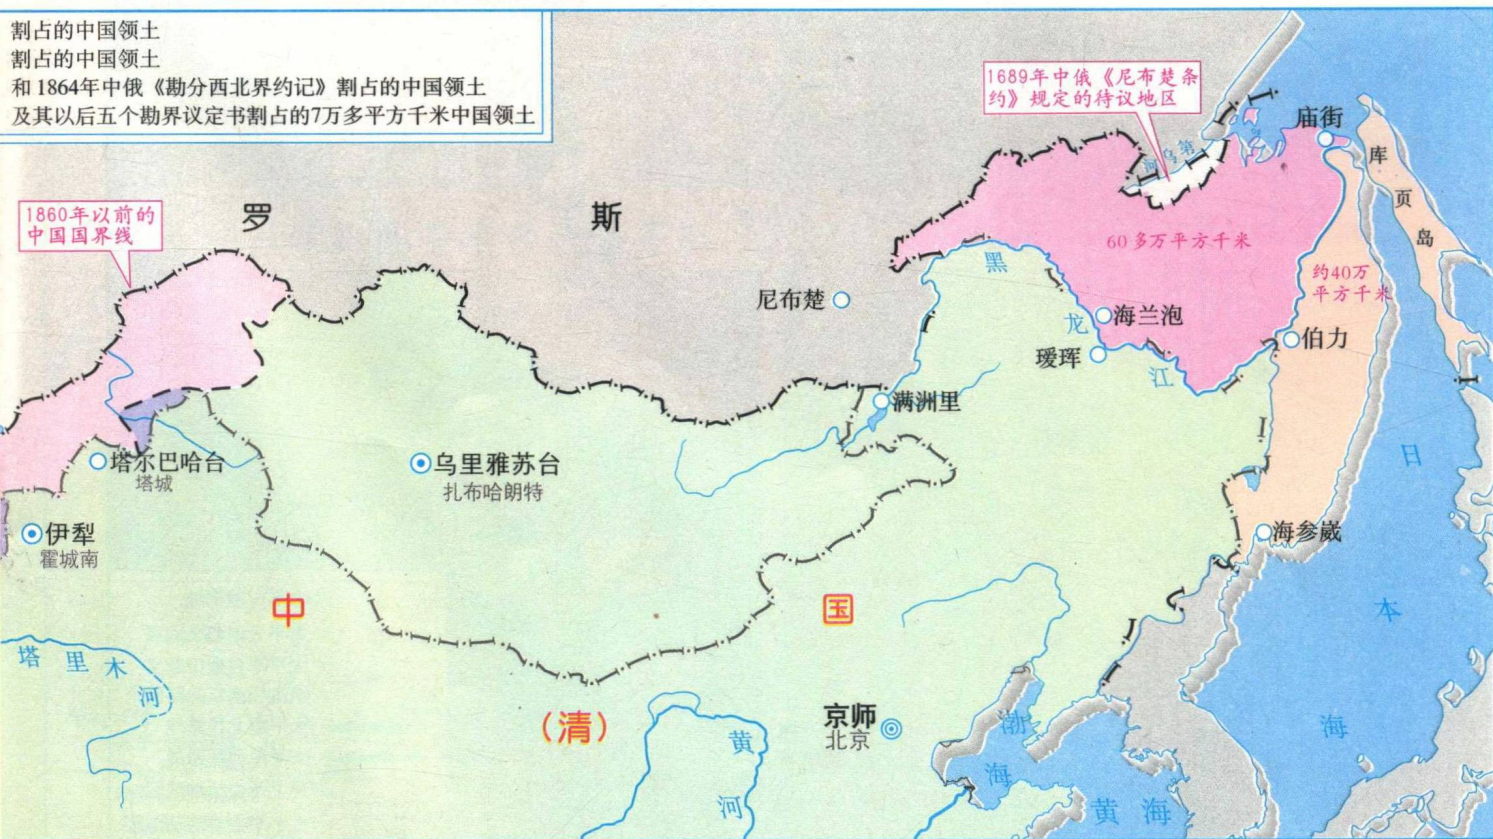 割占的中国领土
割占的中国领土
和1864年中俄《勘分西北界约记》割占的中国领土
及其以后五个勘界议定书割占的7万多平方千米中国领土
1689年中俄《尼布楚条
约》规定的待议地区
庙街
库
页
岛
乌第河
1860年以前的
中国国界线
罗
斯
60多万平方千米
约40万
平方千米
尼布楚
黑
龙
江
海兰泡
瑷珲
伯力
满洲里
塔尔巴哈台
塔城
乌里雅苏台
扎布哈朗特
伊犁
霍城南
海参崴
日
本
海
中
国
(清)
塔里木河
京师
北京
渤
海
黄
河
黄海